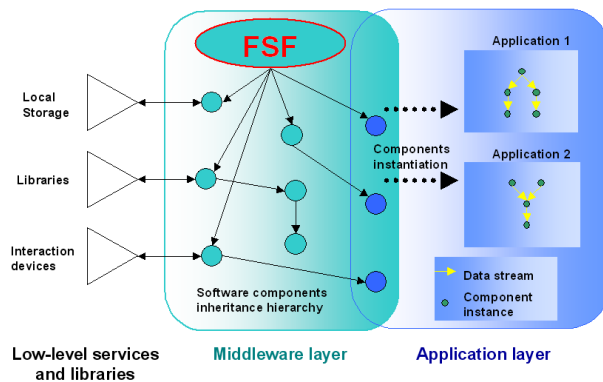 FSF
Application 1
Local
Storage
Components
instantiation
Application 2
Libraries
Interaction
devices
Data stream
Component
instance
Software components
inheritance hierarchy
Low-level services
and libraries
Middleware layer
Application layer